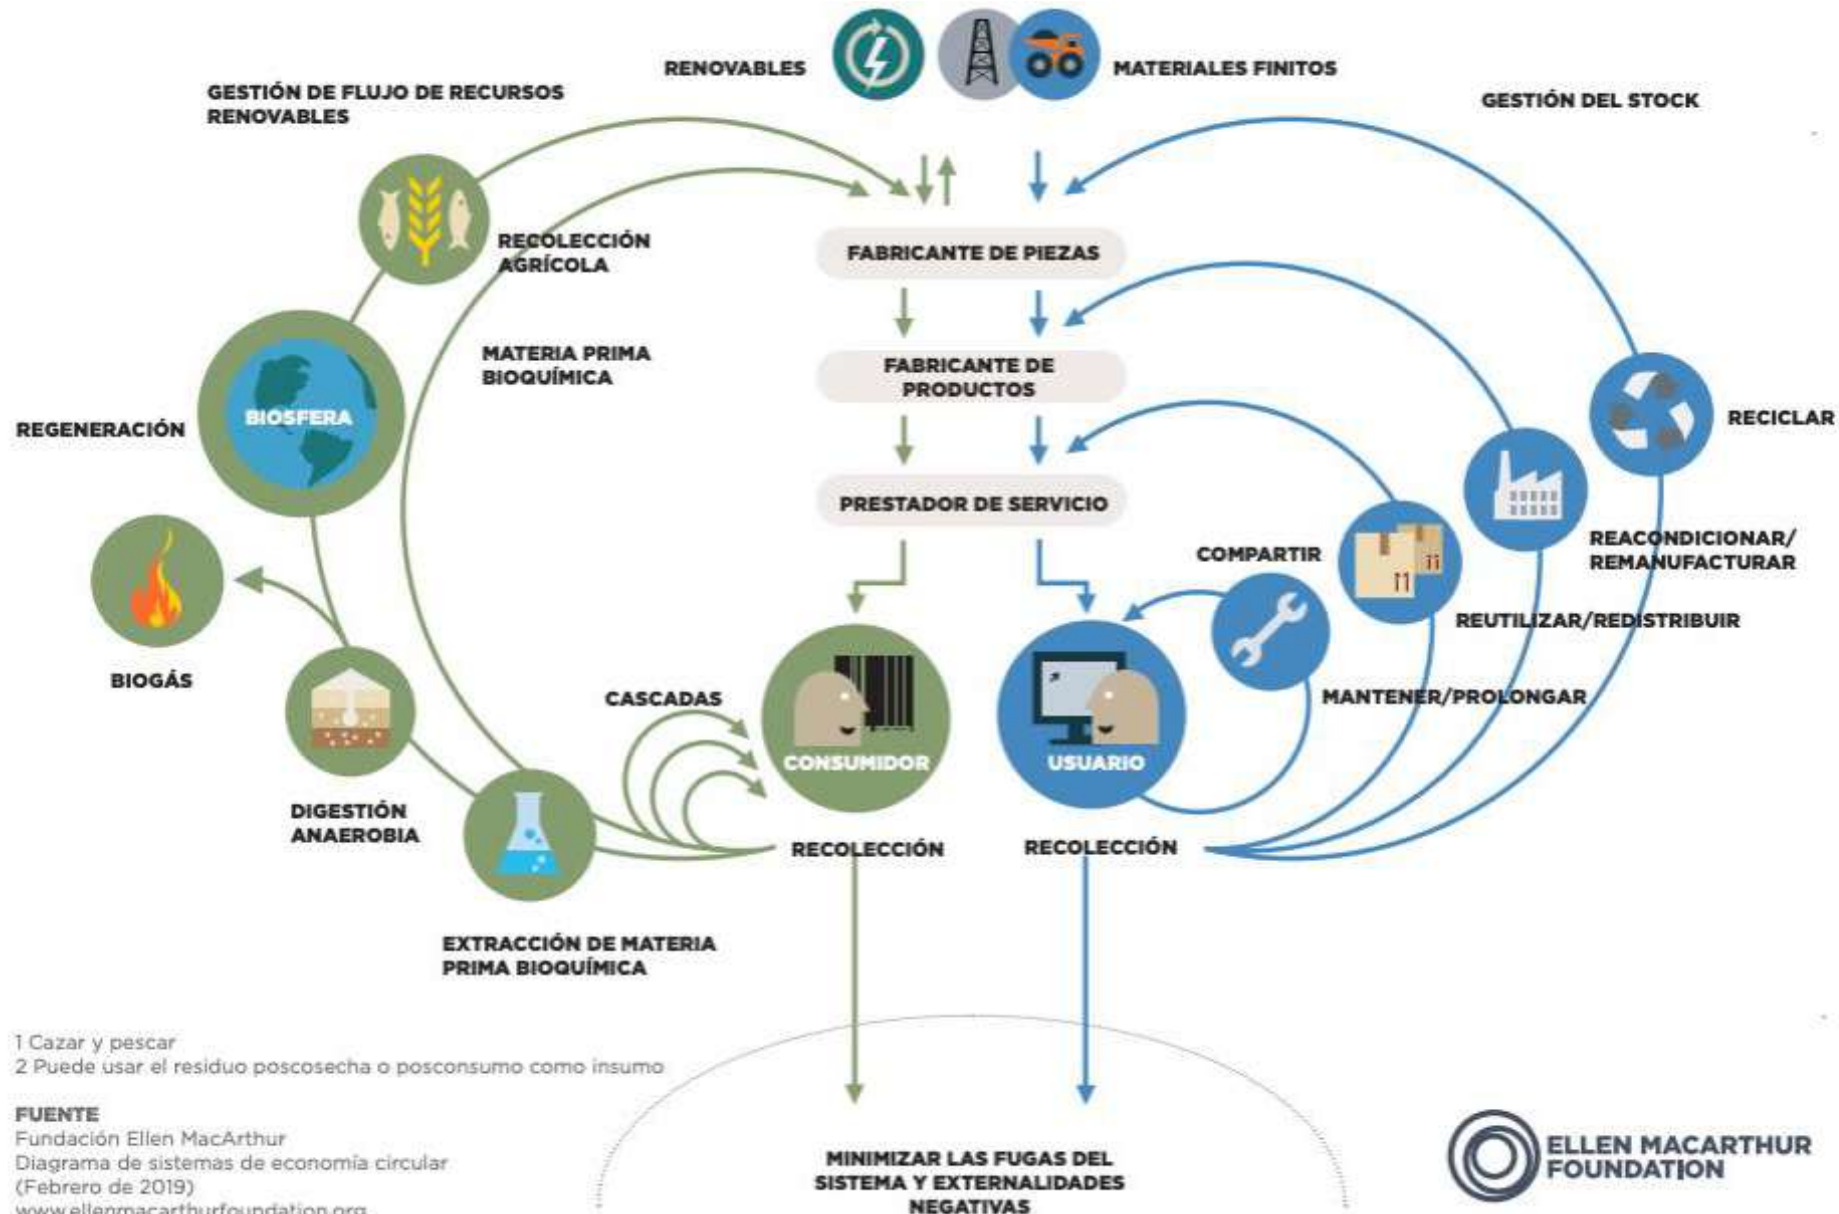 RENOVABLES
MATERIALES FINITOS
GESTIÓN DE FLUJO DE RECURSOS
RENOVABLES
GESTIÓN DEL STOCK
RECOLECCIÓN
AGRÍCOLA
FABRICANTE DE PIEZAS
MATERIA PRIMA
BIOQUÍMICA
FABRICANTE DE
PRODUCTOS
REGENERACIÓN
BIOSFERA
RECICLAR
PRESTADOR DE SERVICIO
COMPARTIR
REACONDICIONAR/
REMANUFACTURAR
REUTILIZAR/REDISTRIBUIR
BIOGÁS
CASCADAS
MANTENER/PROLONGAR
CONSUMIDOR
USUARIO
DIGESTIÓN
ANAEROBIA
RECOLECCIÓN
RECOLECCIÓN
EXTRACCIÓN DE MATERIA
PRIMA BIOQUÍMICA
1 Cazar y pescar
2 Puede usar el residuo poscosecha o posconsumo como insumo
FUENTE
Fundación Ellen MacArthur
Diagrama de sistemas de economía circular
(Febrero de 2019)
www.ellenmacarthurfoundation.org
MINIMIZAR LAS FUGAS DEL
SISTEMA Y EXTERNALIDADES
NEGATIVAS
ELLEN MACARTHUR
FOUNDATION